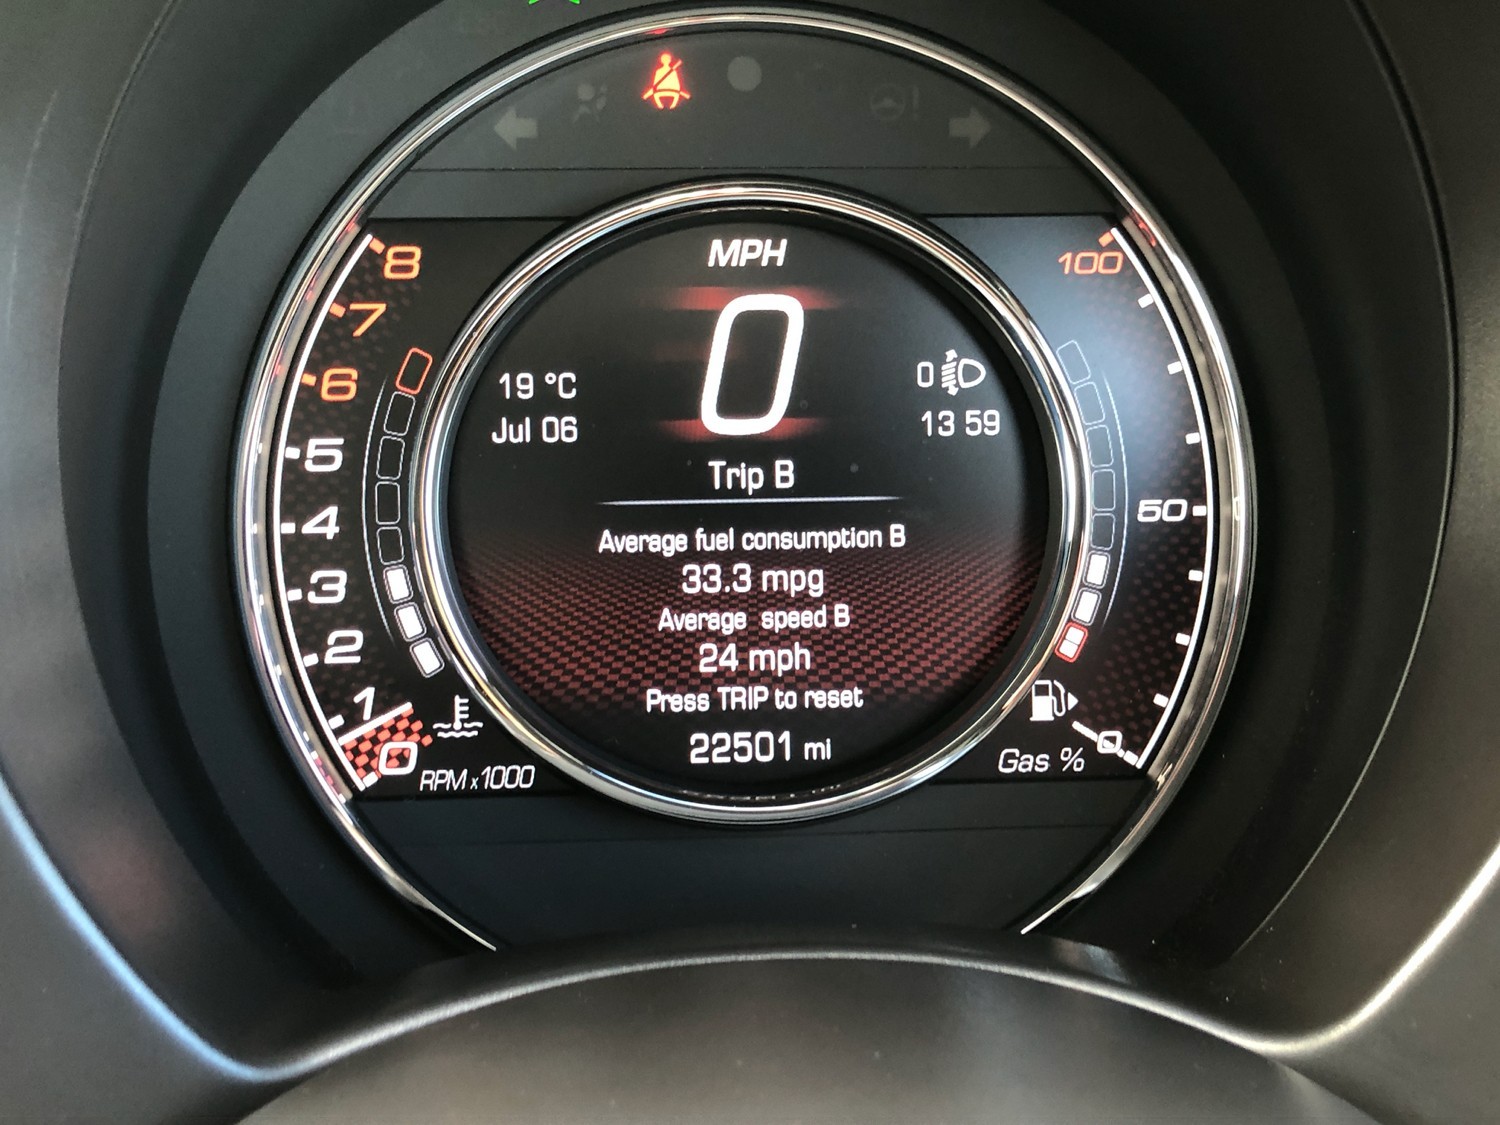 MPH
0
19 °C
Jul 06
0
13 59
Trip B
Average fuel consumption B
33.3 mpg
Average speed B
24 mph
Press TRIP to reset
22501 mi
8
7
6
5
4
3
2
1
0
RPM x1000
100
50
0
Gas %